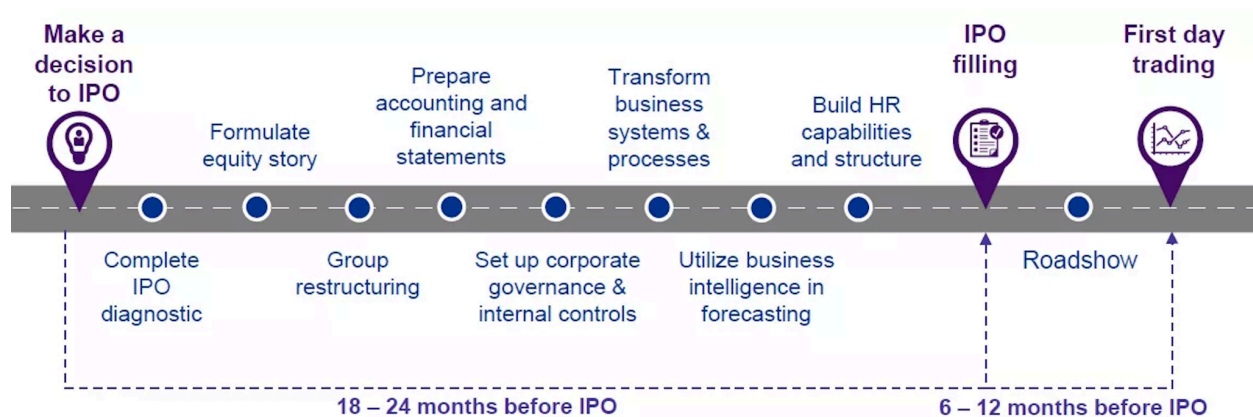 Make a
decision
to IPO
Complete
IPO
diagnostic
Formulate
equity story
Group
restructuring
Prepare
accounting and
financial
statements
Set up corporate
governance &
internal controls
Transform
business
systems &
processes
Utilize business
intelligence in
forecasting
Build HR
capabilities
and structure
IPO
filling
Roadshow
First day
trading
18 – 24 months before IPO
6 – 12 months before IPO